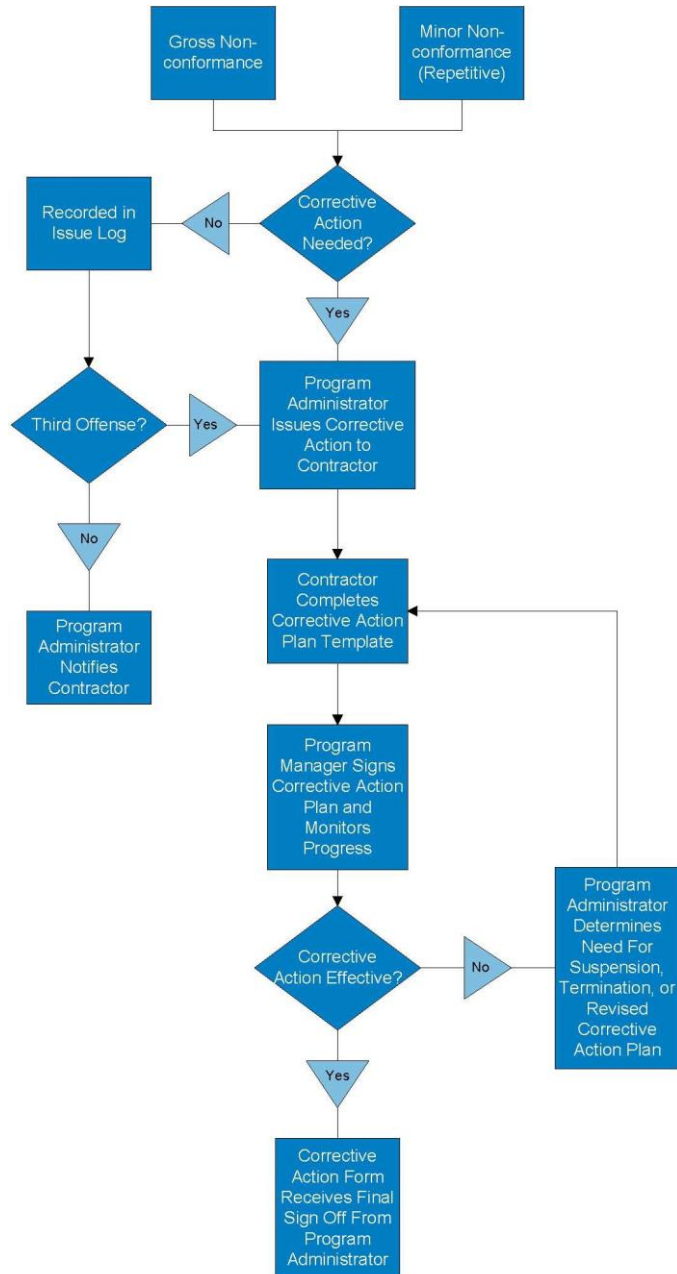 Gross Non-
conformance
Minor Non-
conformance
(Repetitive)
Corrective
Action
Needed?
No
Recorded in
Issue Log
Yes
Third Offense?
Yes
Program
Administrator
Issues Corrective
Action to
Contractor
No
Program
Administrator
Notifies
Contractor
Contractor
Completes
Corrective Action
Plan Template
Program
Manager Signs
Corrective Action
Plan and
Monitors
Progress
Corrective
Action Effective?
No
Program
Administrator
Determines
Need For
Suspension,
Termination, or
Revised
Corrective
Action Plan
Yes
Corrective
Action Form
Receives Final
Sign Off From
Program
Administrator